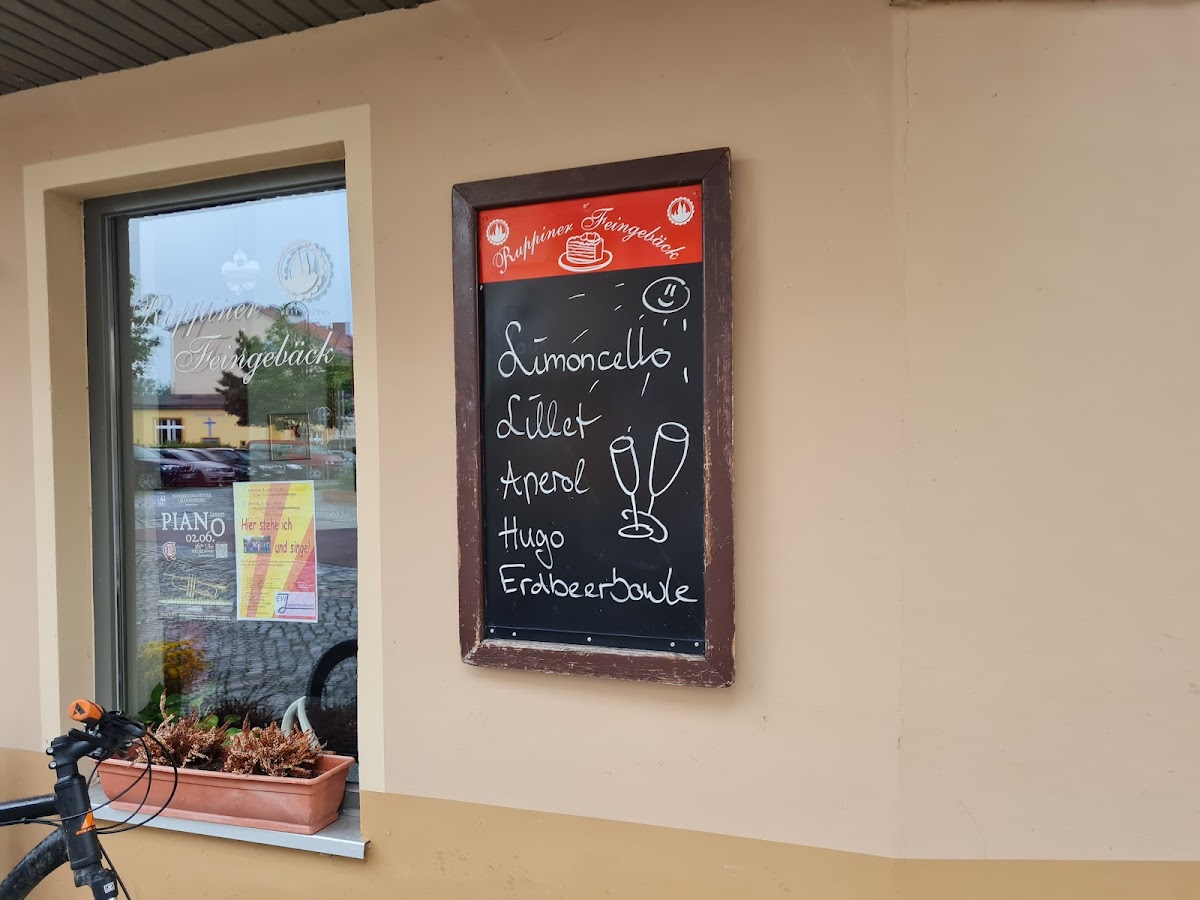 Ruppiner
Feingebäck
PIANO
02.06.
Hier stehe ich
und singe!
Ruppiner Feingebäck
Limoncello
Lillet
Aperol
Hugo
Erdbeerbowle